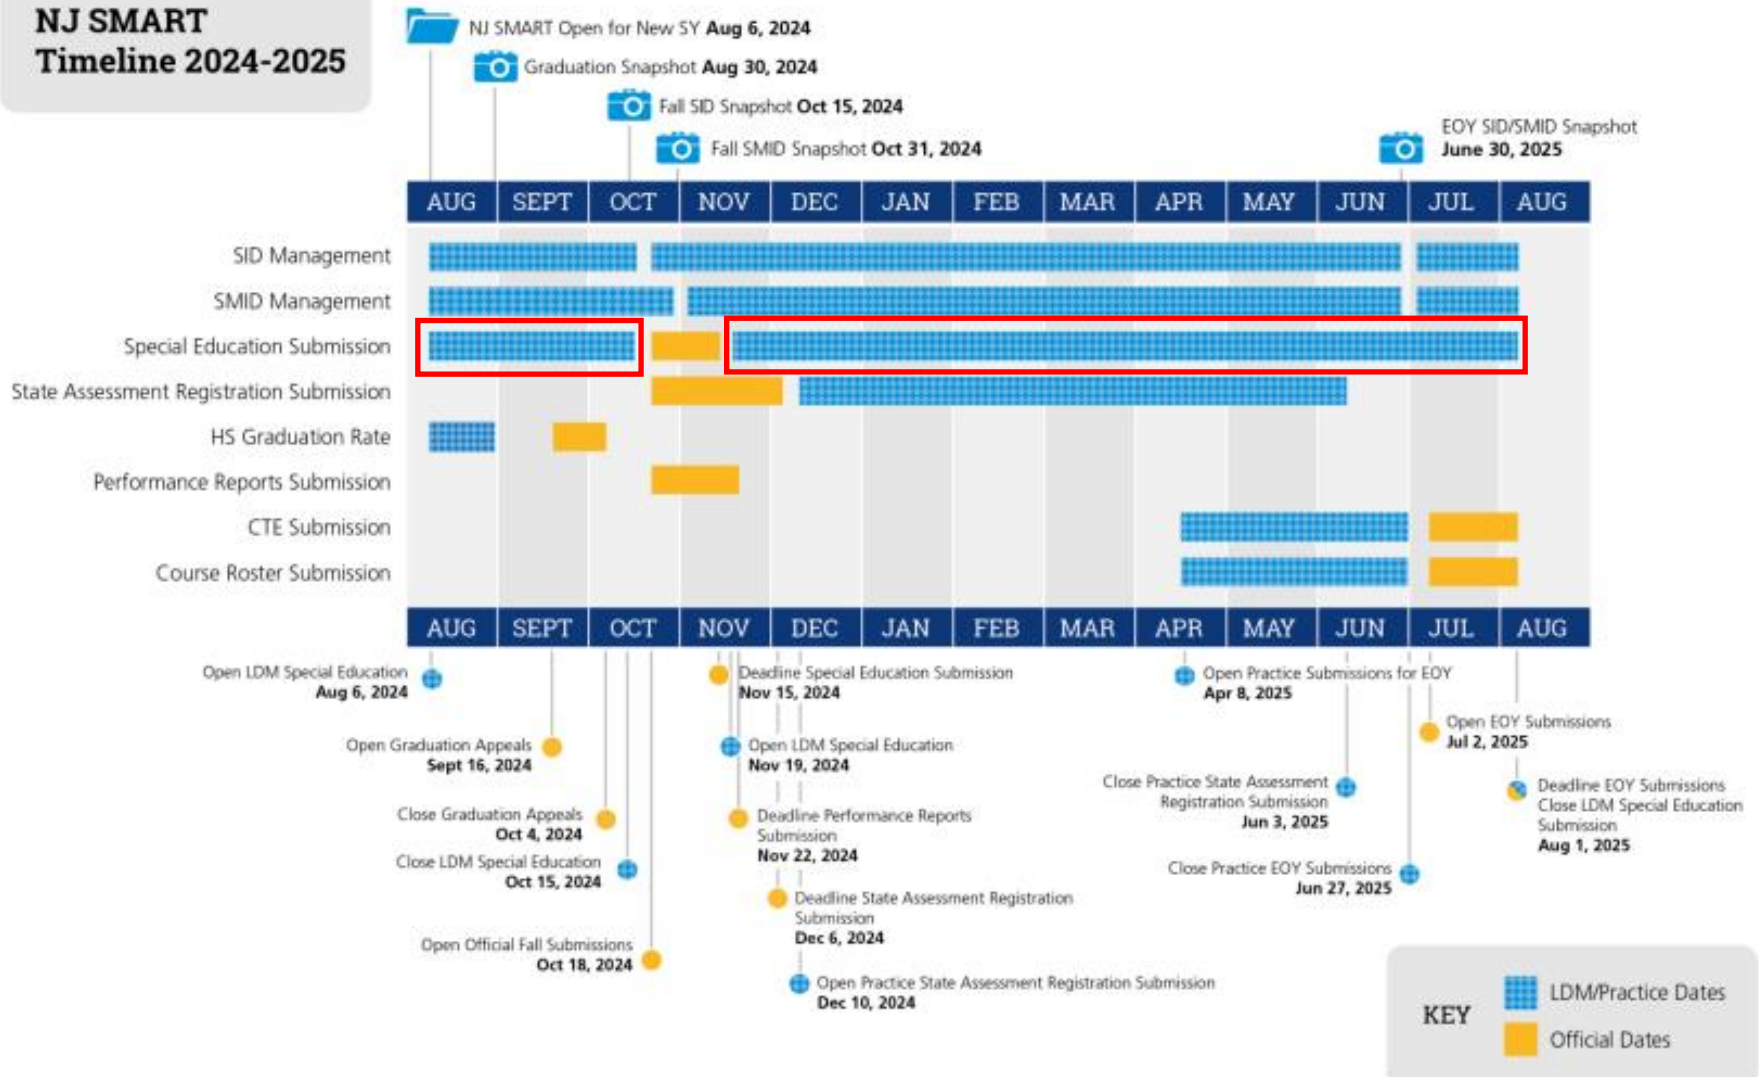 NJ SMART
Timeline 2024-2025
NJ SMART Open for New SY Aug 6, 2024
Graduation Snapshot Aug 30, 2024
Fall SID Snapshot Oct 15, 2024
Fall SMID Snapshot Oct 31, 2024
EOY SID/SMID Snapshot
June 30, 2025
AUG SEPT OCT NOV DEC JAN FEB MAR APR MAY JUN JUL AUG
SID Management
SMID Management
Special Education Submission
State Assessment Registration Submission
HS Graduation Rate
Performance Reports Submission
CTE Submission
Course Roster Submission
AUG SEPT OCT NOV DEC JAN FEB MAR APR MAY JUN JUL AUG
Open LDM Special Education
Aug 6, 2024
Open Graduation Appeals
Sept 16, 2024
Close Graduation Appeals
Oct 4, 2024
Close LDM Special Education
Oct 15, 2024
Open Official Fall Submissions
Oct 18, 2024
Deadline Special Education Submission
Nov 15, 2024
Open LDM Special Education
Nov 19, 2024
Deadline Performance Reports
Submission
Nov 22, 2024
Deadline State Assessment Registration
Submission
Dec 6, 2024
Open Practice State Assessment Registration Submission
Dec 10, 2024
Open Practice Submissions for EOY
Apr 8, 2025
Close Practice State Assessment
Registration Submission
Jun 3, 2025
Close Practice EOY Submissions
Jun 27, 2025
Open EOY Submissions
Jul 2, 2025
Deadline EOY Submissions
Close LDM Special Education
Submission
Aug 1, 2025
KEY
LDM/Practice Dates
Official Dates